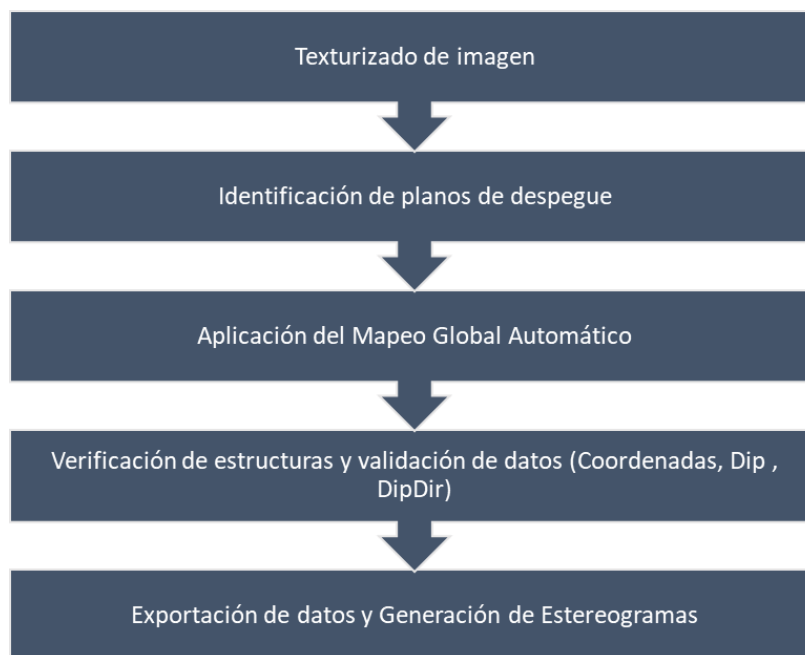 Texturizado de imagen
Identificación de planos de despegue
Aplicación del Mapeo Global Automático
Verificación de estructuras y validación de datos (Coordenadas, Dip ,
DipDir)
Exportación de datos y Generación de Estereogramas